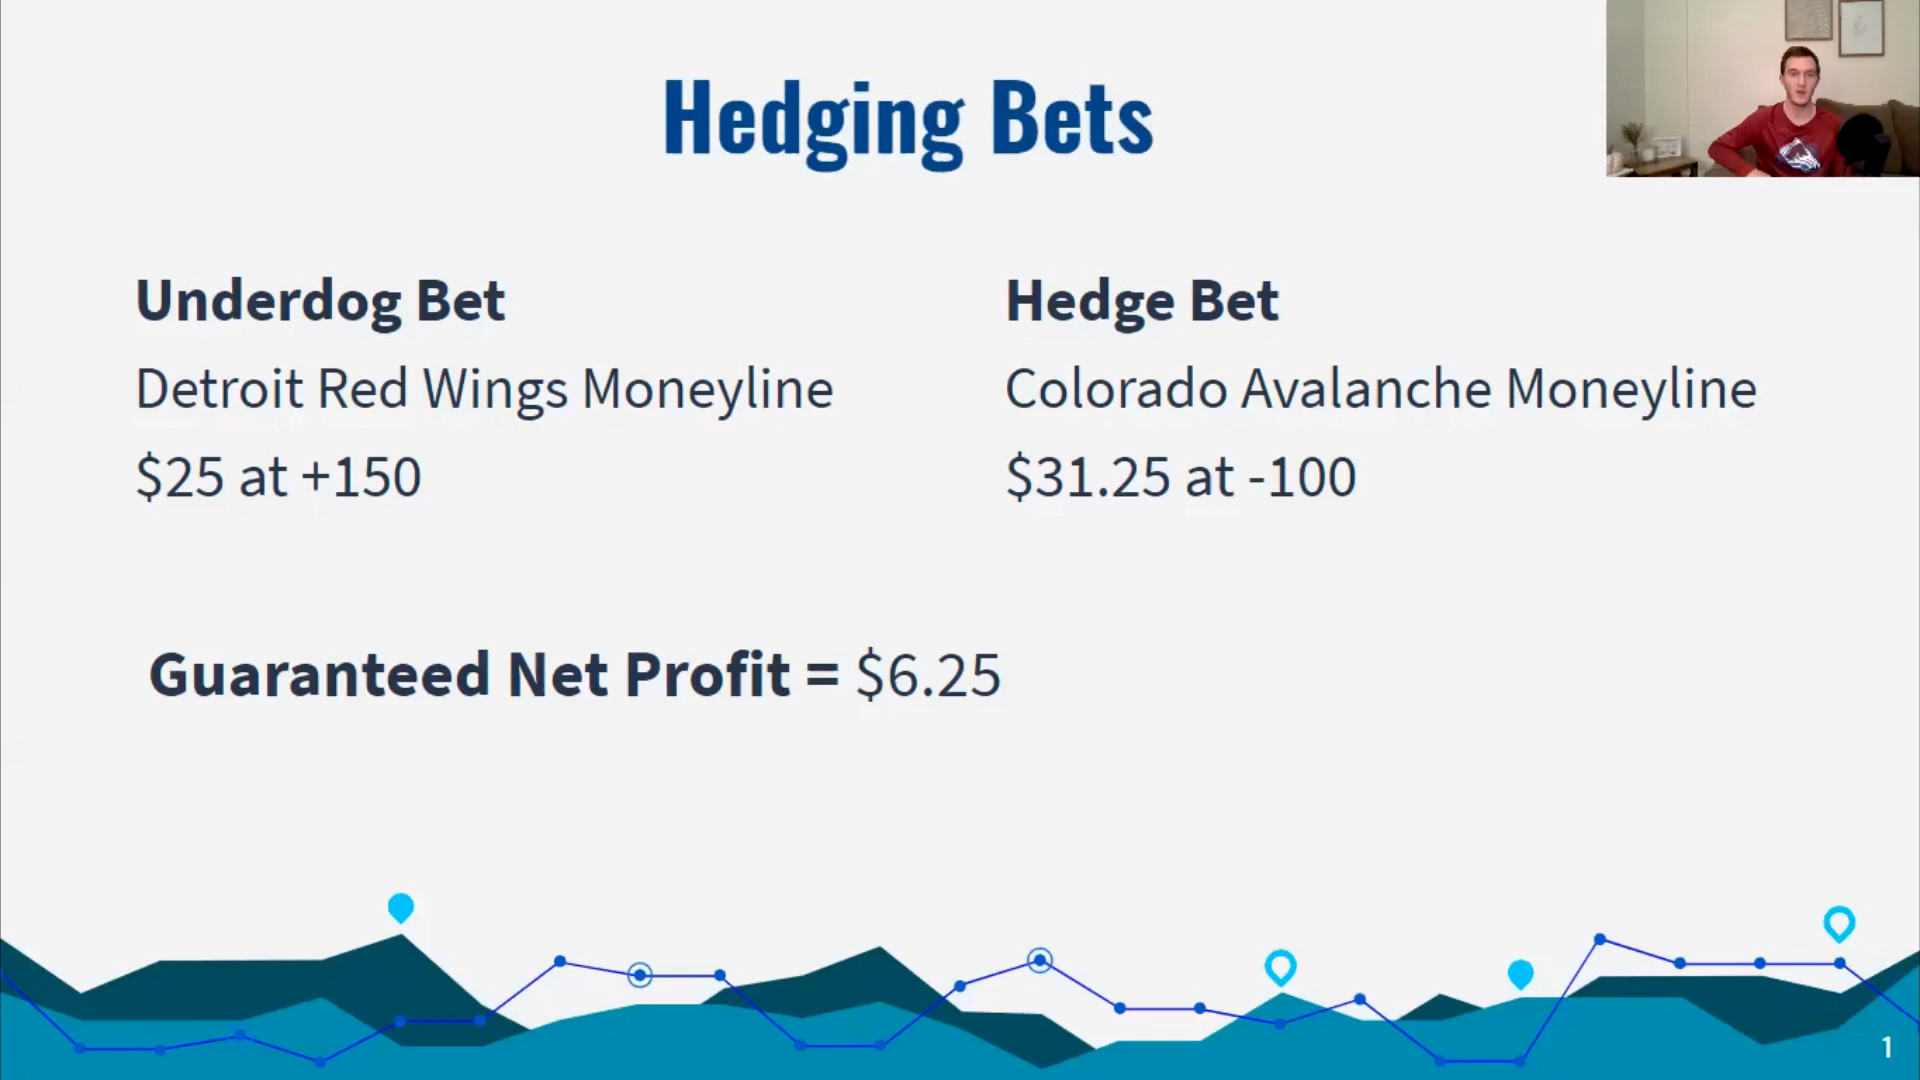 Hedging Bets
Underdog Bet
Detroit Red Wings Moneyline
$25 at +150
Hedge Bet
Colorado Avalanche Moneyline
$31.25 at -100
Guaranteed Net Profit = $6.25
1